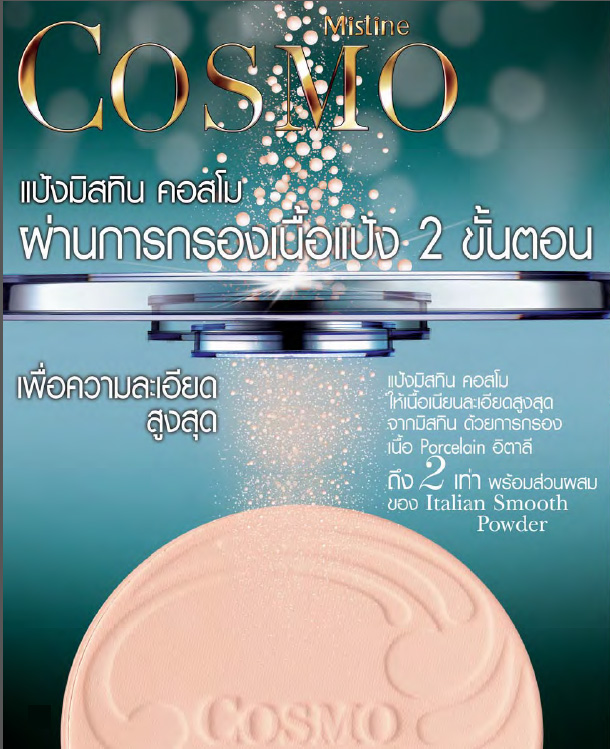 Mistine
COSMO
แป้งมิสทิน คอสโม
ผ่านการกรองเนื้อแป้ง 2 ขั้นตอน
เพื่อความละเอียด
สูงสุด
แป้งมิสทิน คอสโม
ให้เนื้อเนียนละเอียดสูงสุด
จากมิสทิน ด้วยการกรอง
เนื้อ Porcelain อิตาลี
ถึง 2 เท่า พร้อมส่วนผสม
ของ Italian Smooth
Powder
COSMO